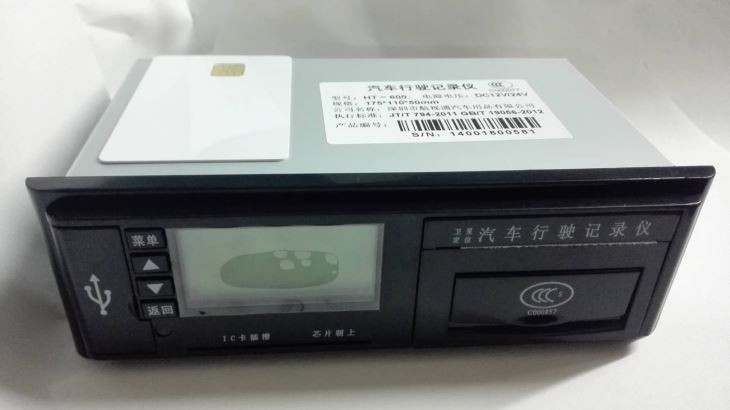 汽车行驶记录仪
型号：HT-600 电源电压：DC12V/24V
规格：175*110*50mm
公司名称：深圳市航视通汽车用品有限公司
执行标准：JT/T 794-2011 GB/T 19056-2012
产品编号：
S/N: 14001800581
菜单
返回
IC卡插槽 芯片朝上
卫星定位 汽车行驶记录仪
CCC S
C000857